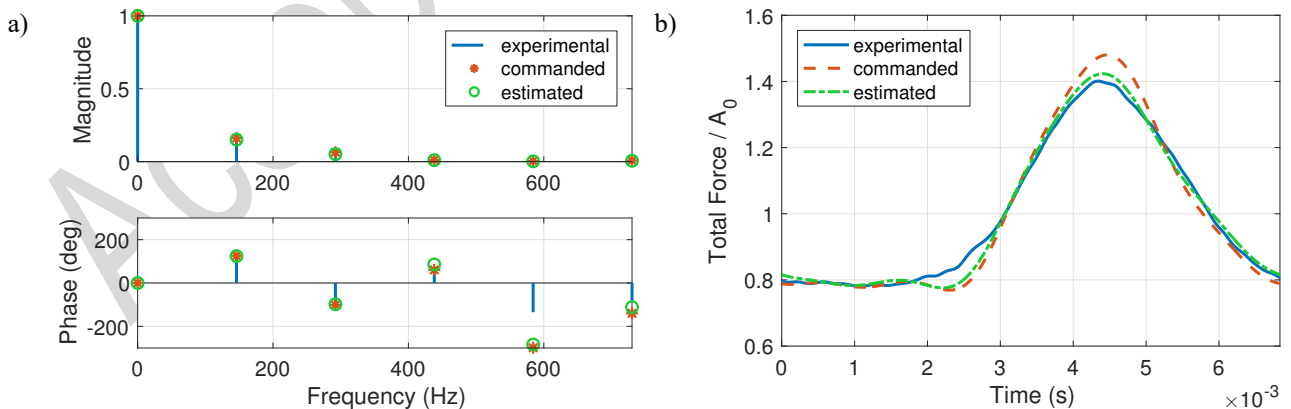 a)
Magnitude
1
0.5
0
0 200 400 600
experimental
commanded
estimated
Phase (deg)
200
0
-200
0 200 400 600
Frequency (Hz)
b)
Total Force / A0
1.6
1.4
1.2
1
0.8
0.6
experimental
commanded
estimated
0 1 2 3 4 5 6
Time (s)
×10-3